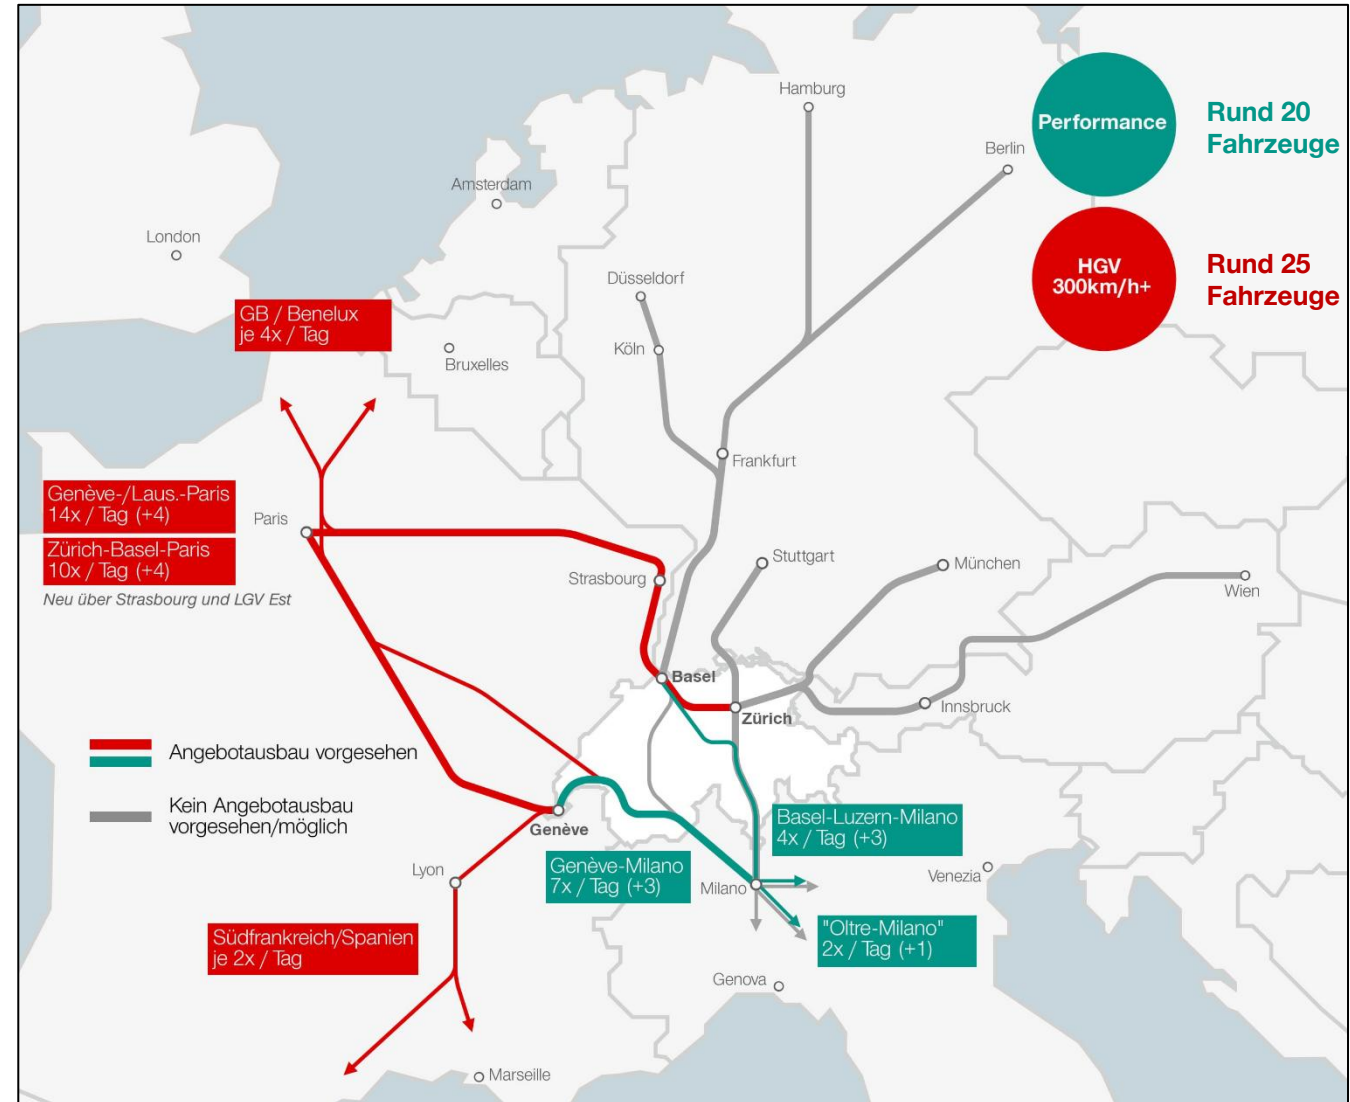 Hamburg
Performance
Rund 20
Fahrzeuge
Berlin
Amsterdam
London
HGV
300km/h+
Rund 25
Fahrzeuge
Düsseldorf
GB / Benelux
je 4x / Tag
Köln
Bruxelles
Frankfurt
Genève-/Laus.-Paris
14x / Tag (+4)
Paris
Zürich-Basel-Paris
10x / Tag (+4)
Neu über Strasbourg und LGV Est
Strasbourg
Stuttgart
München
Wien
Basel
Zürich
Innsbruck
Angebotausbau vorgesehen
Kein Angebotausbau
vorgesehen/möglich
Genève
Basel-Luzern-Milano
4x / Tag (+3)
Genève-Milano
7x / Tag (+3)
Lyon
Milano
Venezia
Südfrankreich/Spanien
je 2x / Tag
"Oltre-Milano"
2x / Tag (+1)
Genova
Marseille